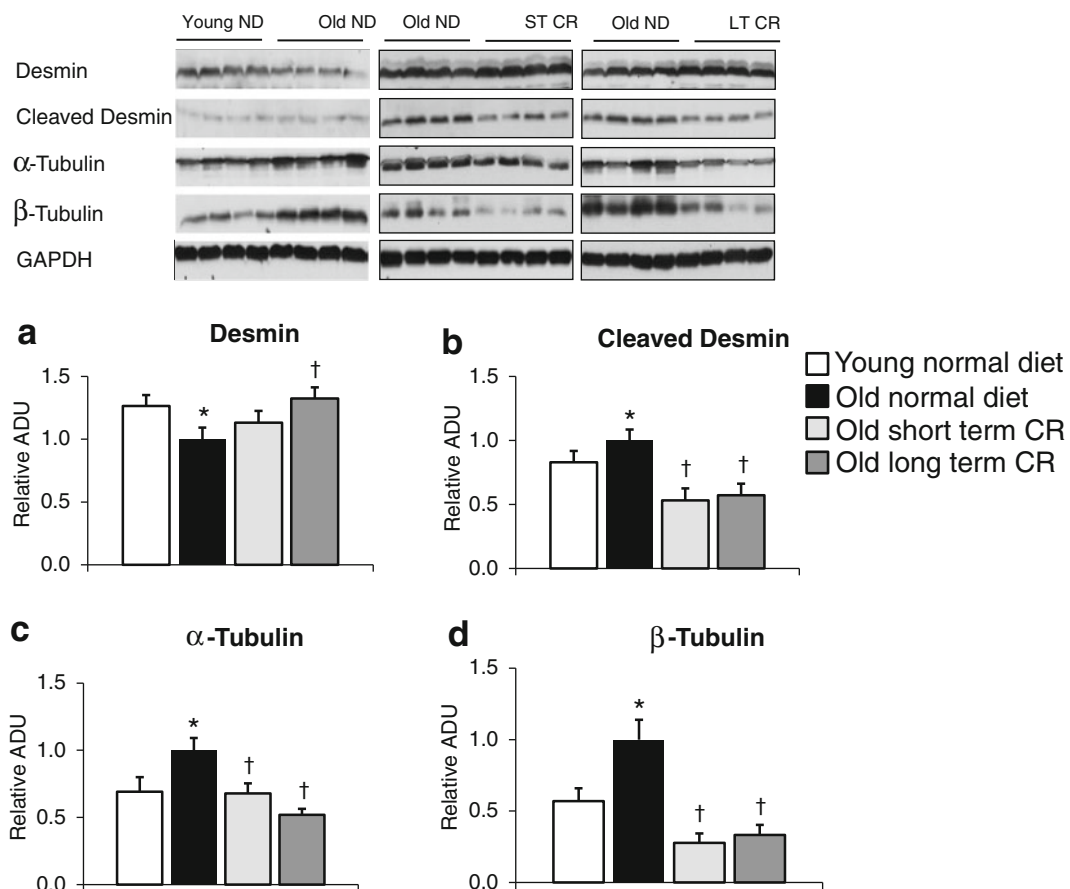 Young ND Old ND Old ND ST CR Old ND LT CR
Desmin
Cleaved Desmin
α-Tubulin
β-Tubulin
GAPDH
a Desmin
Relative ADU
1.5
1.0
0.5
0.0
*
†
b Cleaved Desmin
Relative ADU
1.5
1.0
0.5
0.0
*
†
†
Young normal diet
Old normal diet
Old short term CR
Old long term CR
c α-Tubulin
Relative ADU
1.5
1.0
0.5
0.0
*
†
†
d β-Tubulin
Relative ADU
1.5
1.0
0.5
0.0
*
†
†